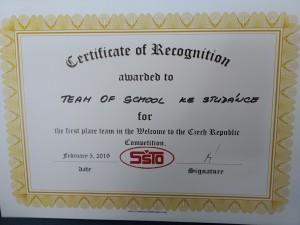 Certificate of Recognition
awarded to
TEAM OF SCHOOL KE STUDÁNCE
for
the first place team in the Welcome to the Czech Republic
Competition.
February 5, 2019
SSTO
date
Signature